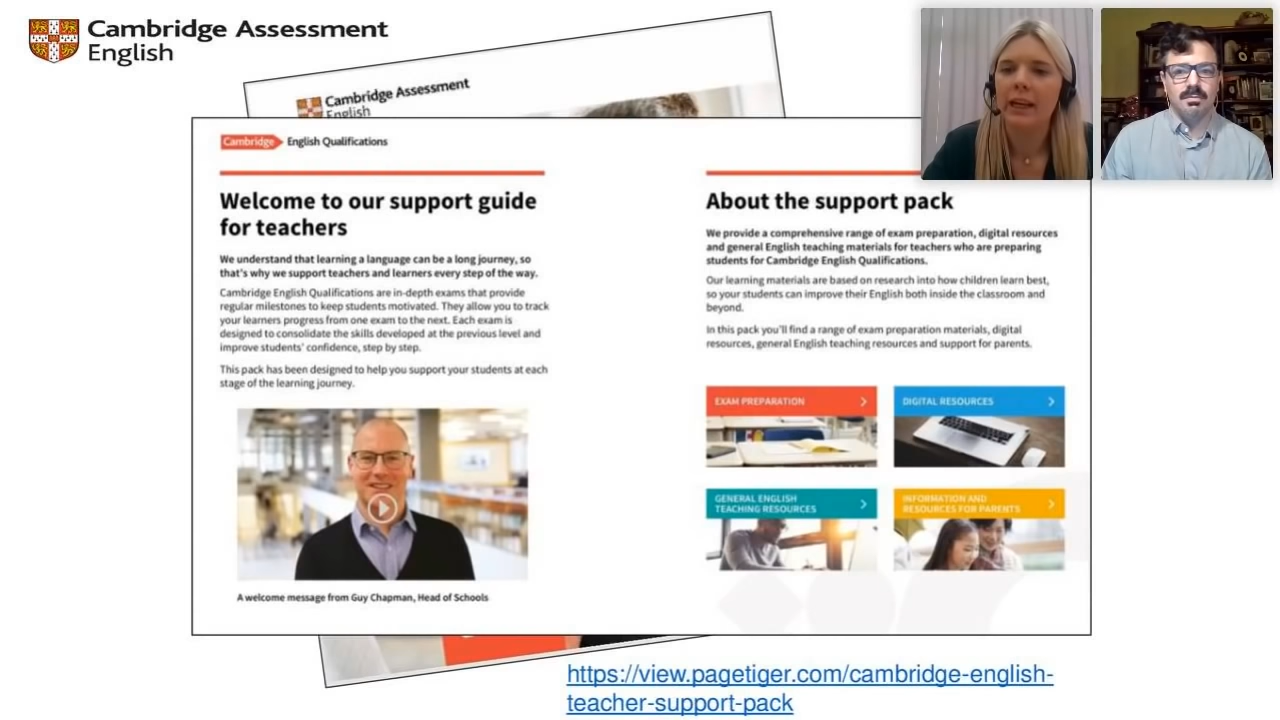 Cambridge Assessment
English
Cambridge Assessment
English
Cambridge English Qualifications
Welcome to our support guide
for teachers
We understand that learning a language can be a long journey, so
that's why we support teachers and learners every step of the way.
Cambridge English Qualifications are in-depth exams that provide
regular milestones to keep students motivated. They allow you to track
your learners progress from one exam to the next. Each exam is
designed to consolidate the skills developed at the previous level and
improve students' confidence, step by step.
This pack has been designed to help you support your students at each
stage of the learning journey.
A welcome message from Guy Chapman, Head of Schools
About the support pack
We provide a comprehensive range of exam preparation, digital resources
and general English teaching materials for teachers who are preparing
students for Cambridge English Qualifications.
Our learning materials are based on research into how children learn best,
so your students can improve their English both inside the classroom and
beyond.
In this pack you'll find a range of exam preparation materials, digital
resources, general English teaching resources and support for parents.
EXAM PREPARATION
DIGITAL RESOURCES
GENERAL ENGLISH
TEACHING RESOURCES
INFORMATION AND
RESOURCES FOR PARENTS
https://view.pagetiger.com/cambridge-english-
teacher-support-pack